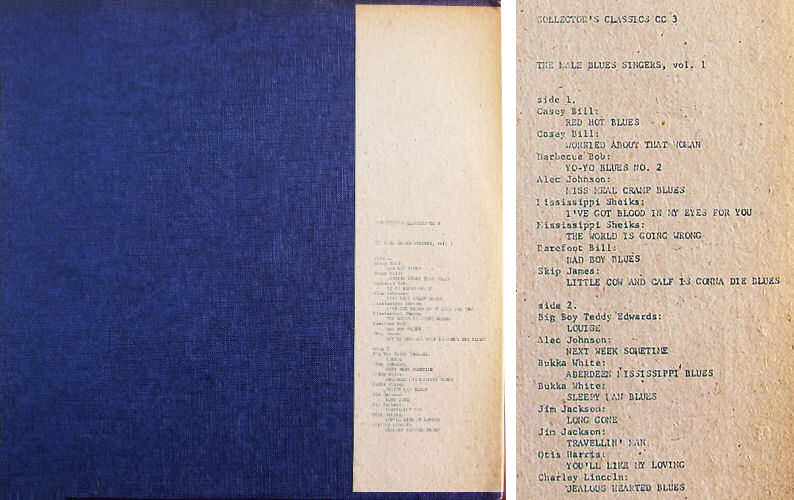 COLLECTOR'S CLASSICS CC 3
THE MALE BLUES SINGERS, vol. 1
side 1.
Casey Bill:
RED HOT BLUES
Casey Bill:
WORRIED ABOUT THAT WOMAN
Barbecue Bob:
YO-YO BLUES NO. 2
Alec Johnson:
MISS MEAL CRAMP BLUES
Mississippi Sheiks:
I'VE GOT BLOOD IN MY EYES FOR YOU
Mississippi Sheiks:
THE WORLD IS GOING WRONG
Barefoot Bill:
BAD BOY BLUES
Skip James:
LITTLE COW AND CALF IS GONNA DIE BLUES
side 2.
Big Boy Teddy Edwards:
LOUISE
Alec Johnson:
NEXT WEEK SOMETIME
Bukka White:
ABERDEEN MISSISSIPPI BLUES
Bukka White:
SLEEPY MAN BLUES
Jim Jackson:
LONG GONE
Jim Jackson:
TRAVELLIN' MAN
Otis Harris:
YOU'LL LIKE MY LOVING
Charley Lincoln:
JEALOUS HEARTED BLUES